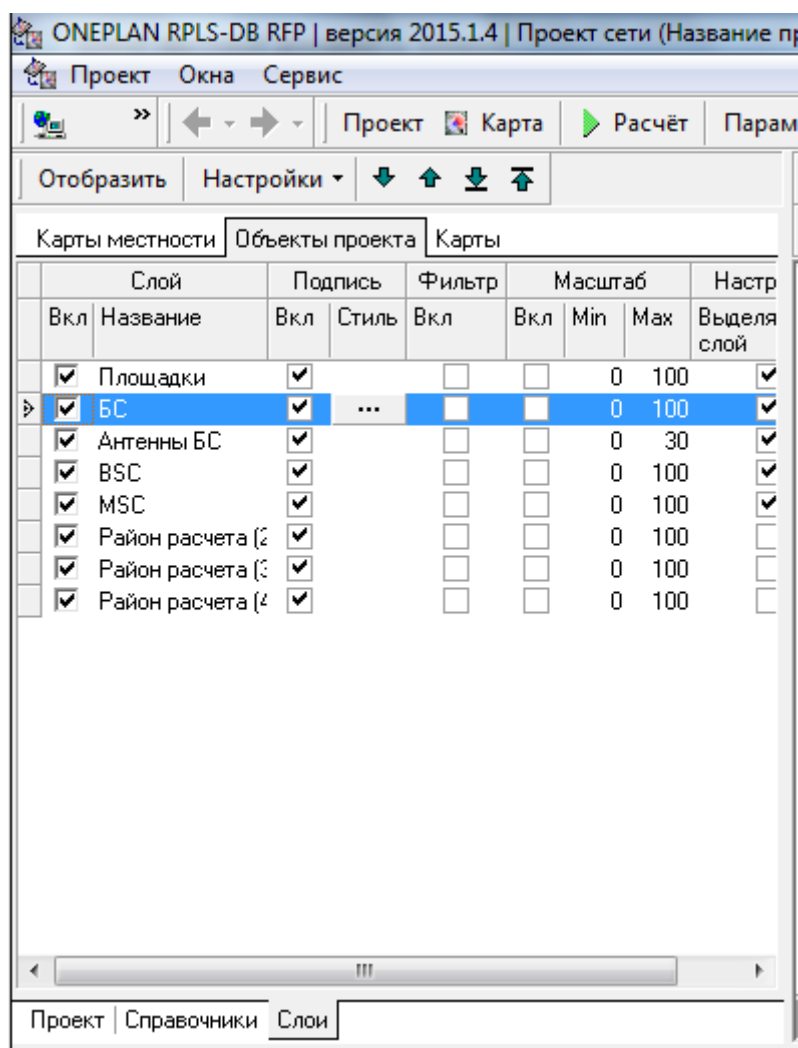 ONEPLAN RPLS-DB RFP | версия 2015.1.4 | Проект сети (Название п
Проект Окна Сервис
» Проект Карта Расчёт Парам
Отобразить Настройки
Карты местности Объекты проекта Карты
Слой Подпись Фильтр Масштаб Настр
Вкл Название Вкл Стиль Вкл Вкл Min Max Выделя
слой
Площадки 0 100
БС ... 0 100
Антенны БС 0 30
BSC 0 100
MSC 0 100
Район расчета (2 0 100
Район расчета (3 0 100
Район расчета (4 0 100
Проект Справочники Слои